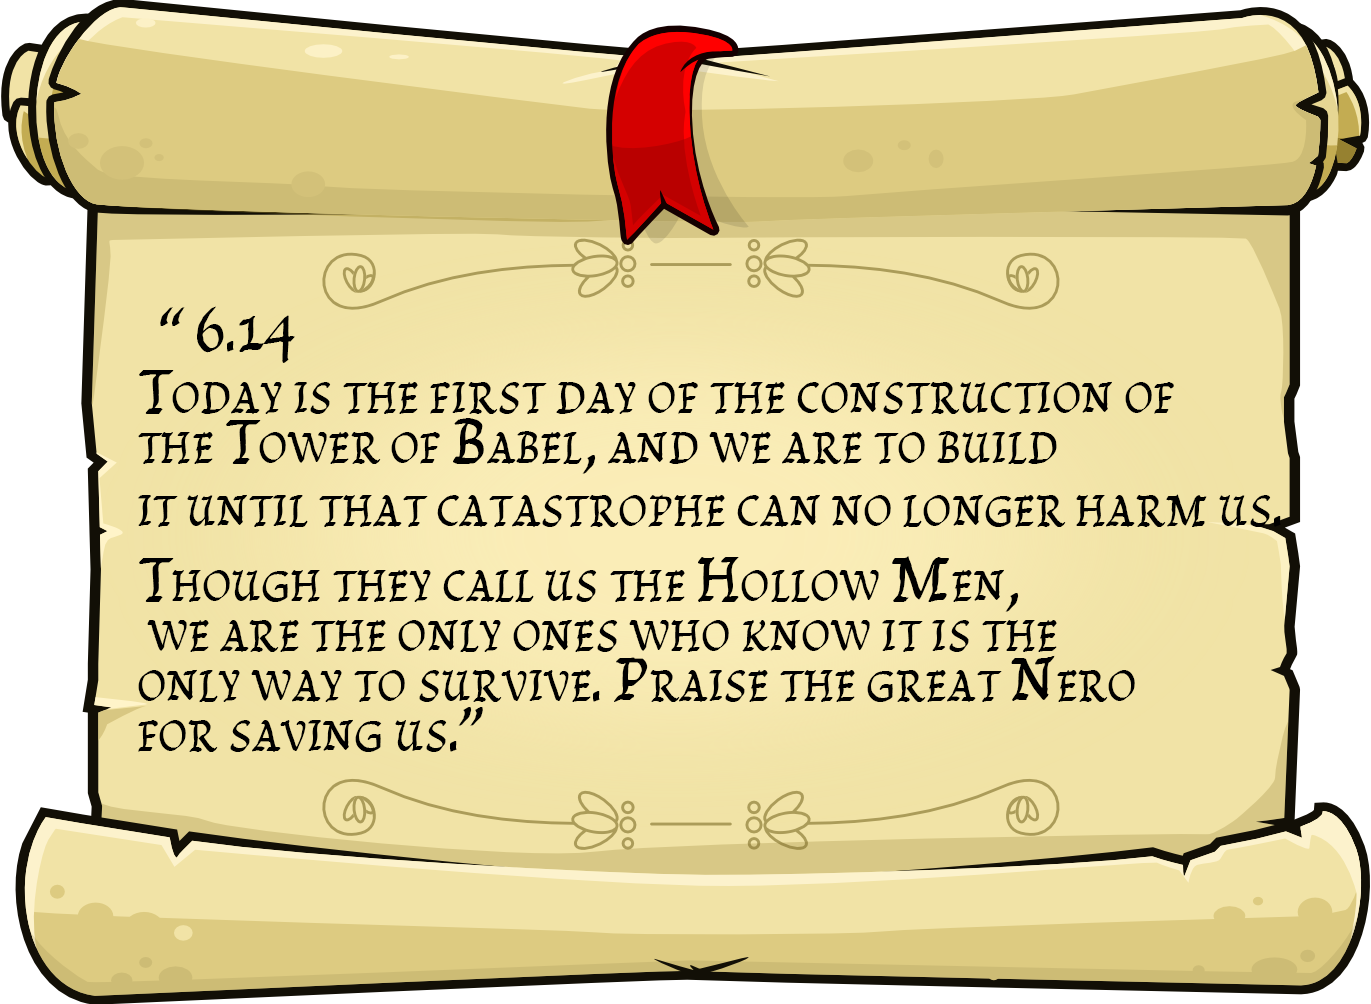 “ 6.14
Today is the first day of the construction of
the Tower of Babel, and we are to build
it until that catastrophe can no longer harm us.
Though they call us the Hollow Men,
we are the only ones who know it is the
only way to survive. Praise the great Nero
for saving us.”